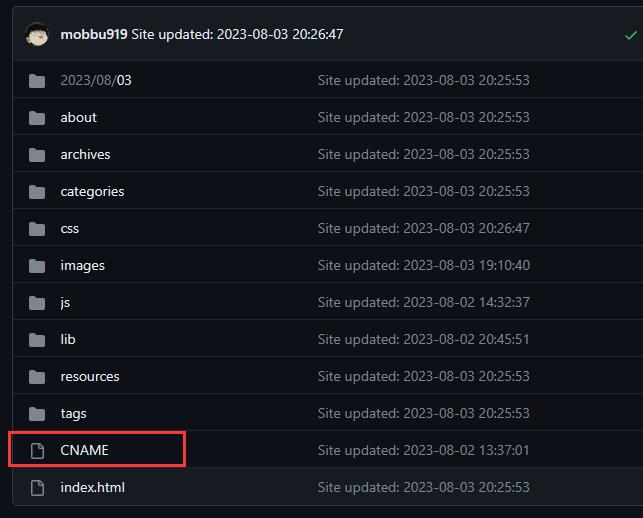 mobbu919 Site updated: 2023-08-03 20:26:47
2023/08/03 Site updated: 2023-08-03 20:25:53
about Site updated: 2023-08-03 20:25:53
archives Site updated: 2023-08-03 20:25:53
categories Site updated: 2023-08-03 20:25:53
css Site updated: 2023-08-03 20:26:47
images Site updated: 2023-08-03 19:10:40
js Site updated: 2023-08-02 14:32:37
lib Site updated: 2023-08-02 20:45:51
resources Site updated: 2023-08-03 20:25:53
tags Site updated: 2023-08-03 20:25:53
CNAME Site updated: 2023-08-02 13:37:01
index.html Site updated: 2023-08-03 20:25:53